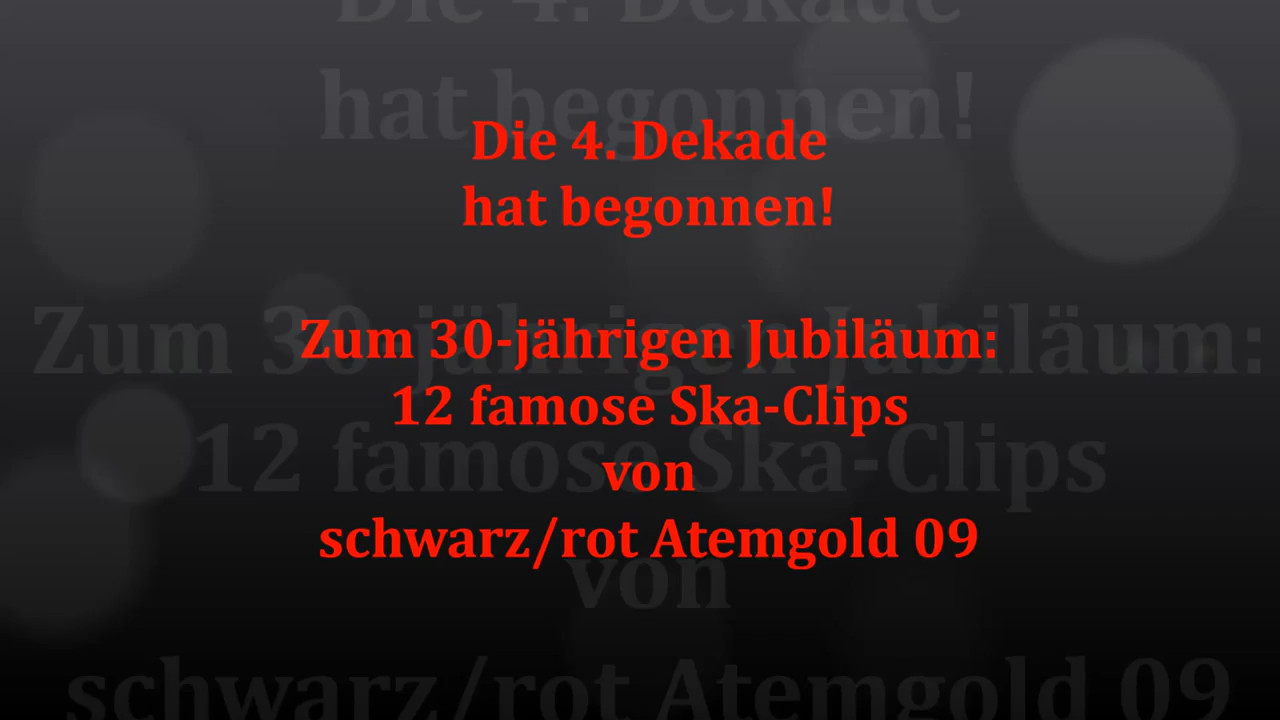 Die 4. Dekade
hat begonnen!
Zum 30-jährigen Jubiläum:
12 famose Ska-Clips
von
schwarz/rot Atemgold 09